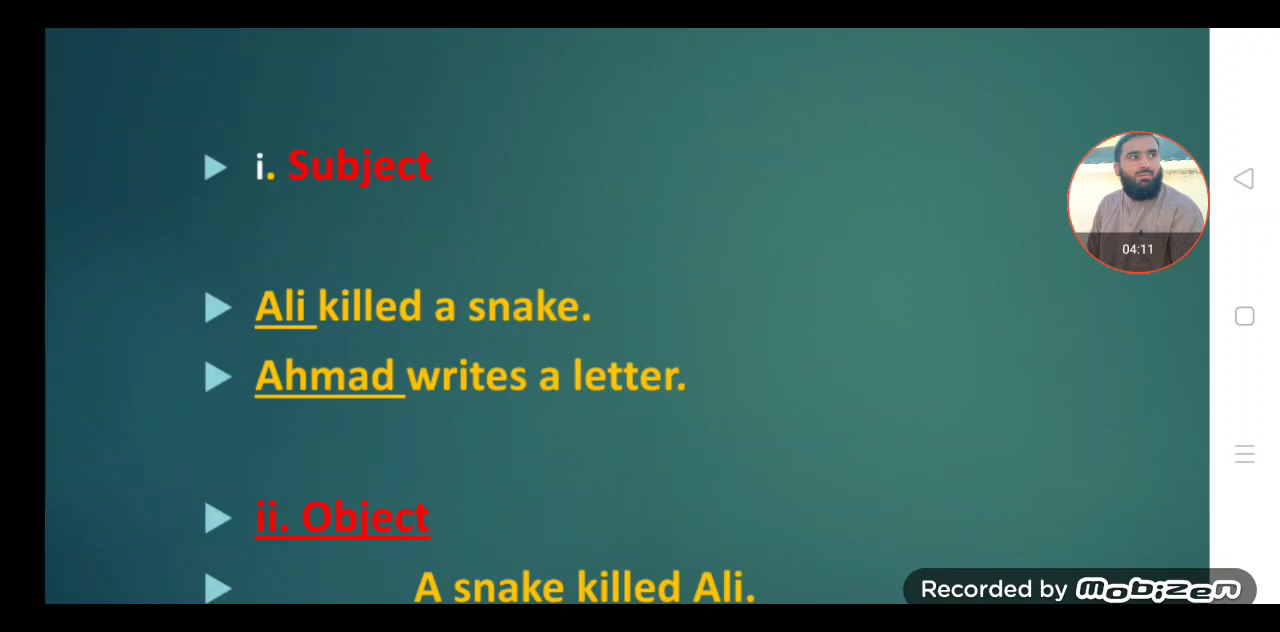 i. Subject
04:11
Ali killed a snake.
Ahmad writes a letter.
ii. Object
A snake killed Ali.
Recorded by mobizen